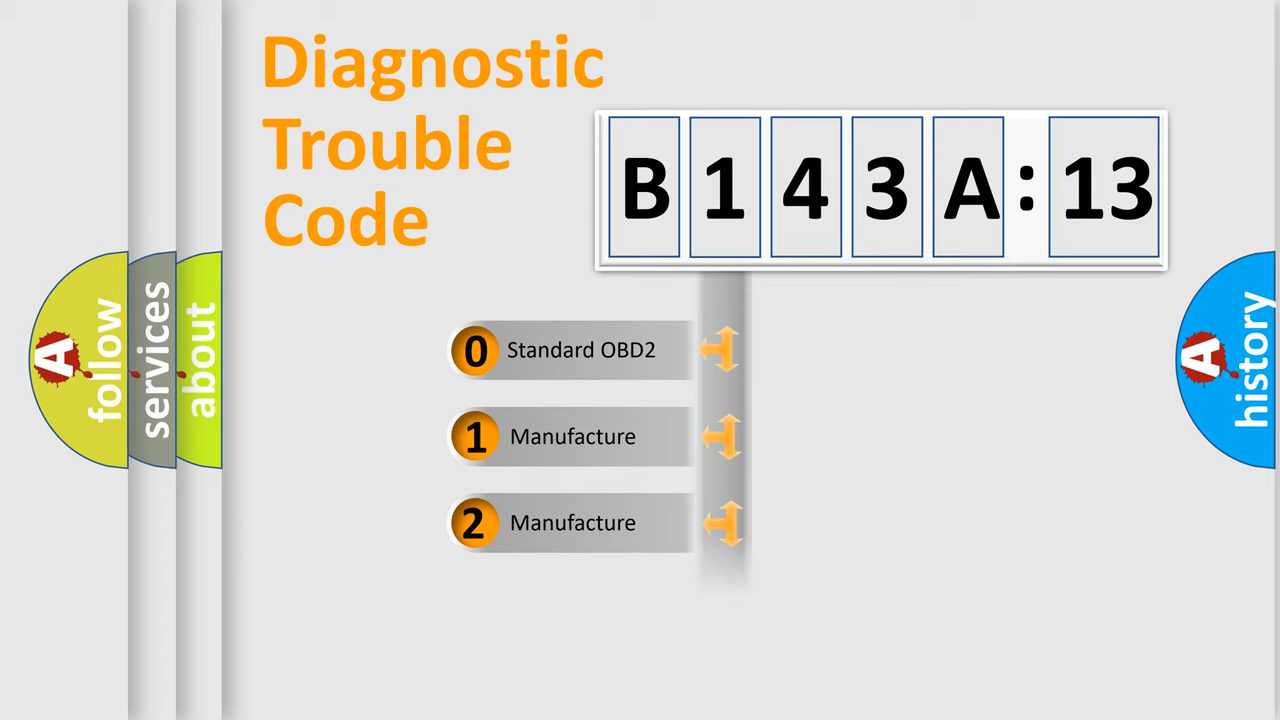 Diagnostic
Trouble
Code
B 1 4 3 A : 13
0 Standard OBD2
1 Manufacture
2 Manufacture
A follow
services
about
A history